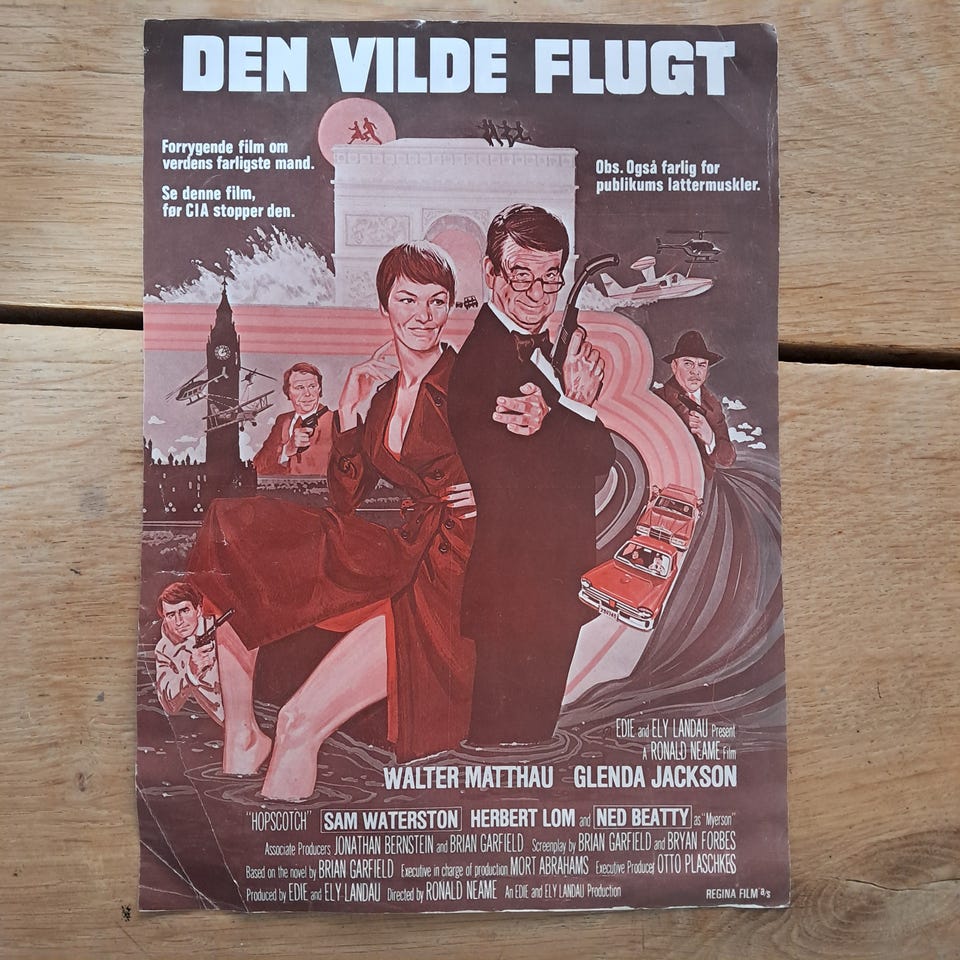 DEN VILDE FLUGT
Forrygende film om
verdens farligste mand.
Se denne film,
før CIA stopper den.
Obs. Også farlig for
publikums lattermuskler.
EDIE and ELY LANDAU Present
A RONALD NEAME Film
WALTER MATTHAU GLENDA JACKSON
"HOPSCOTCH" SAM WATERSTON HERBERT LOM and NED BEATTY as "Myerson"
Associate Producers JONATHAN BERNSTEIN and BRIAN GARFIELD Screenplay by BRIAN GARFIELD and BRYAN FORBES
Based on the novel by BRIAN GARFIELD Executive in charge of production MORT ABRAHAMS Executive Producer OTTO PLASCHKES
Produced by EDIE and ELY LANDAU Directed by RONALD NEAME An EDIE and ELY LANDAU Production
REGINA FILM a/s